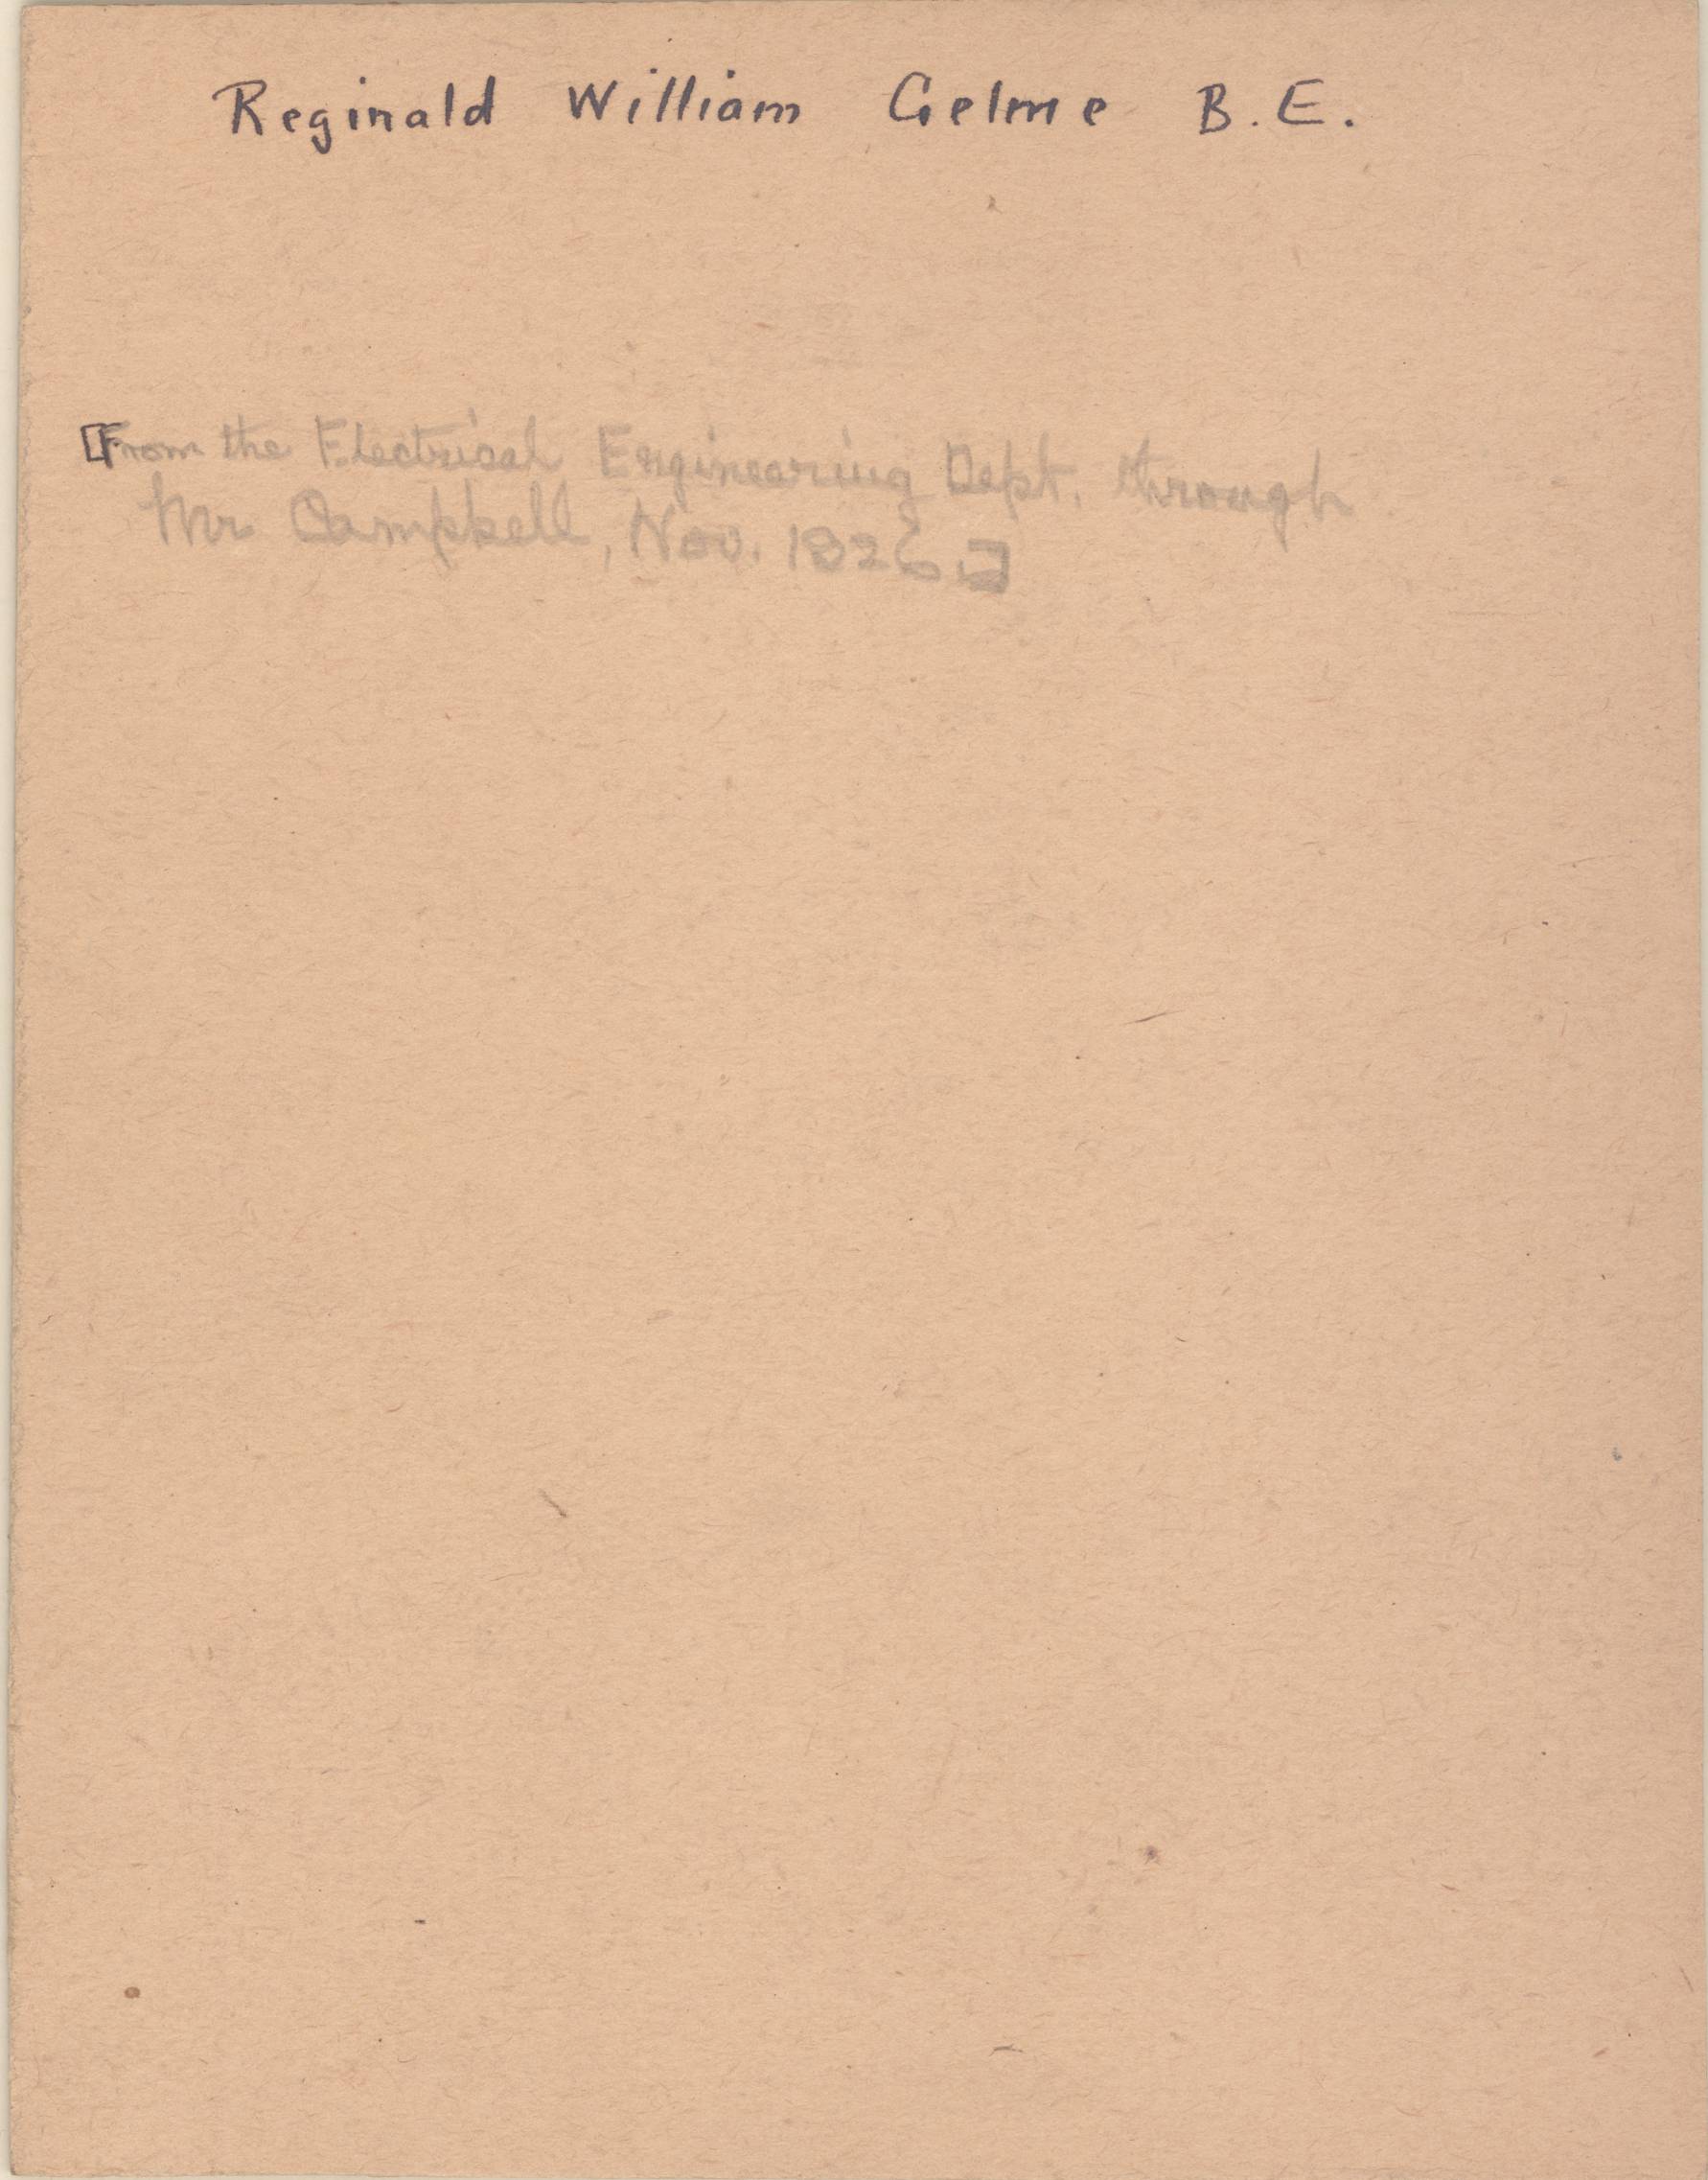 Reginald William Gelme B.E.
[From the Electrical Engineering Dept. through
Mr Campbell, Nov. 1926.]